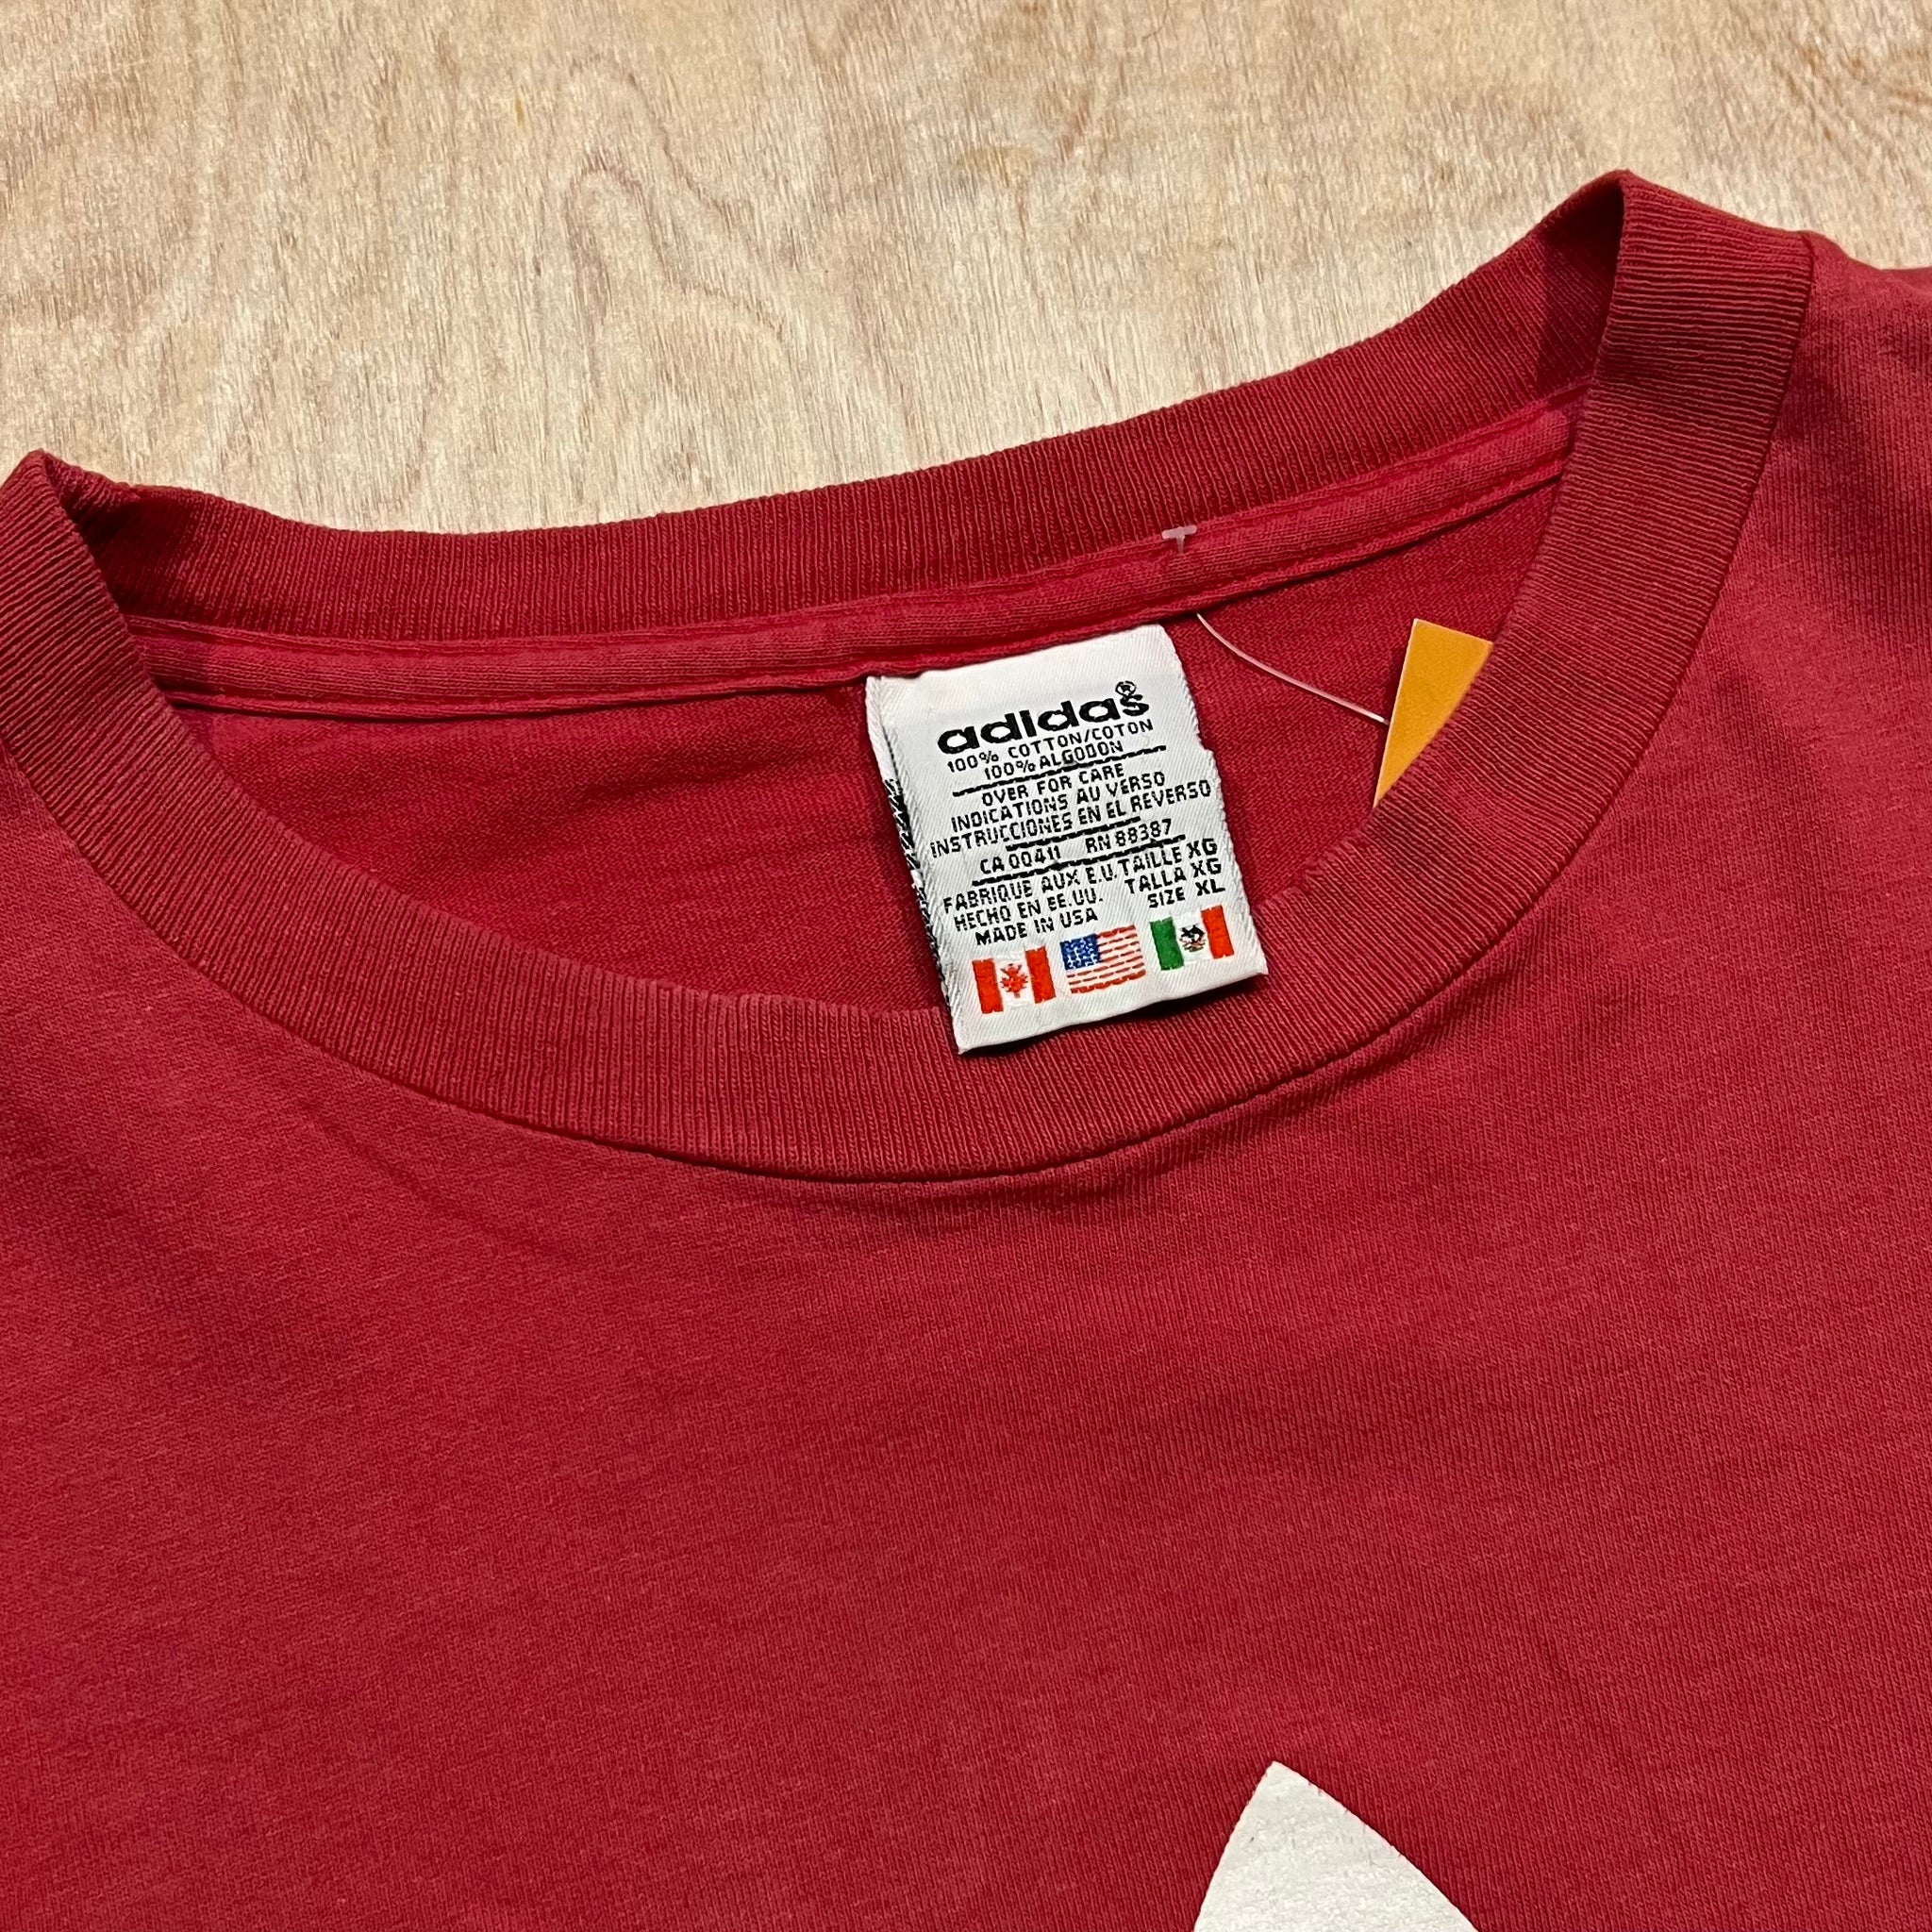 adidas®
100% COTTON/COTON
100% ALGODON
OVER FOR CARE
INDICATIONS AU VERSO
INSTRUCCIONES EN EL REVERSO
CA 00411 RN 88387
FABRIQUE AUX E.U. TAILLE XG
HECHO EN EE.UU. TALLA XG
MADE IN USA SIZE XL